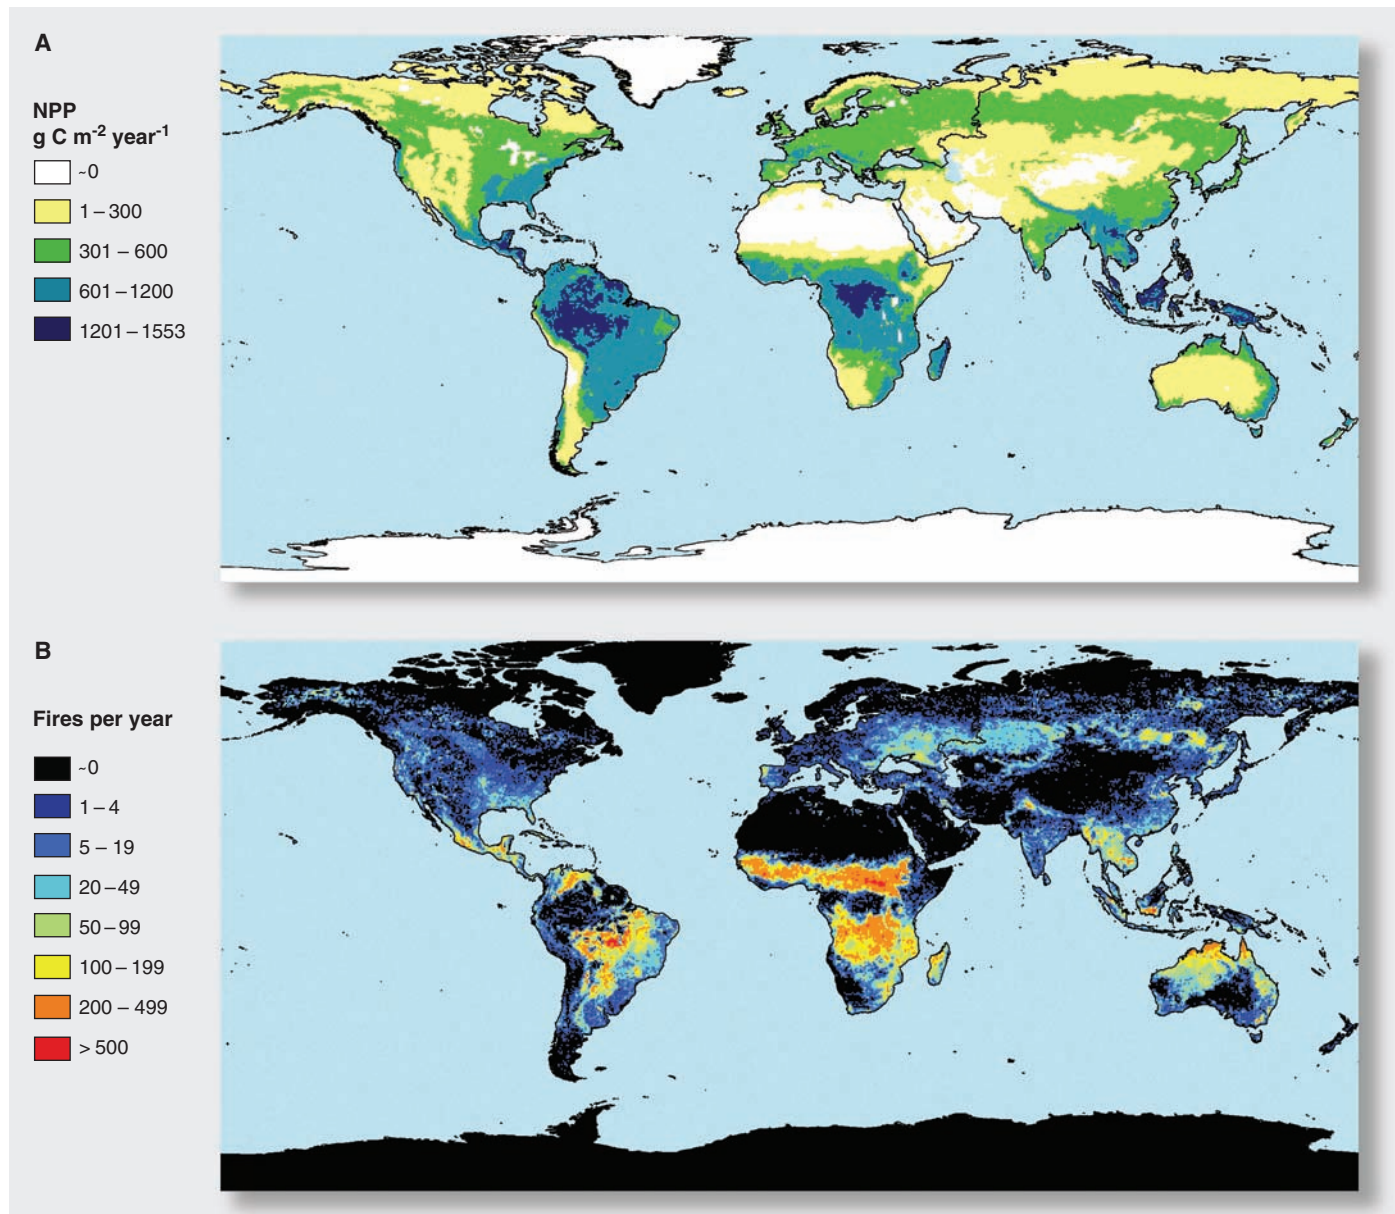 A
NPP
g C m-2 year-1
~0
1 – 300
301 – 600
601 – 1200
1201 – 1553
B
Fires per year
~0
1 – 4
5 – 19
20 – 49
50 – 99
100 – 199
200 – 499
> 500